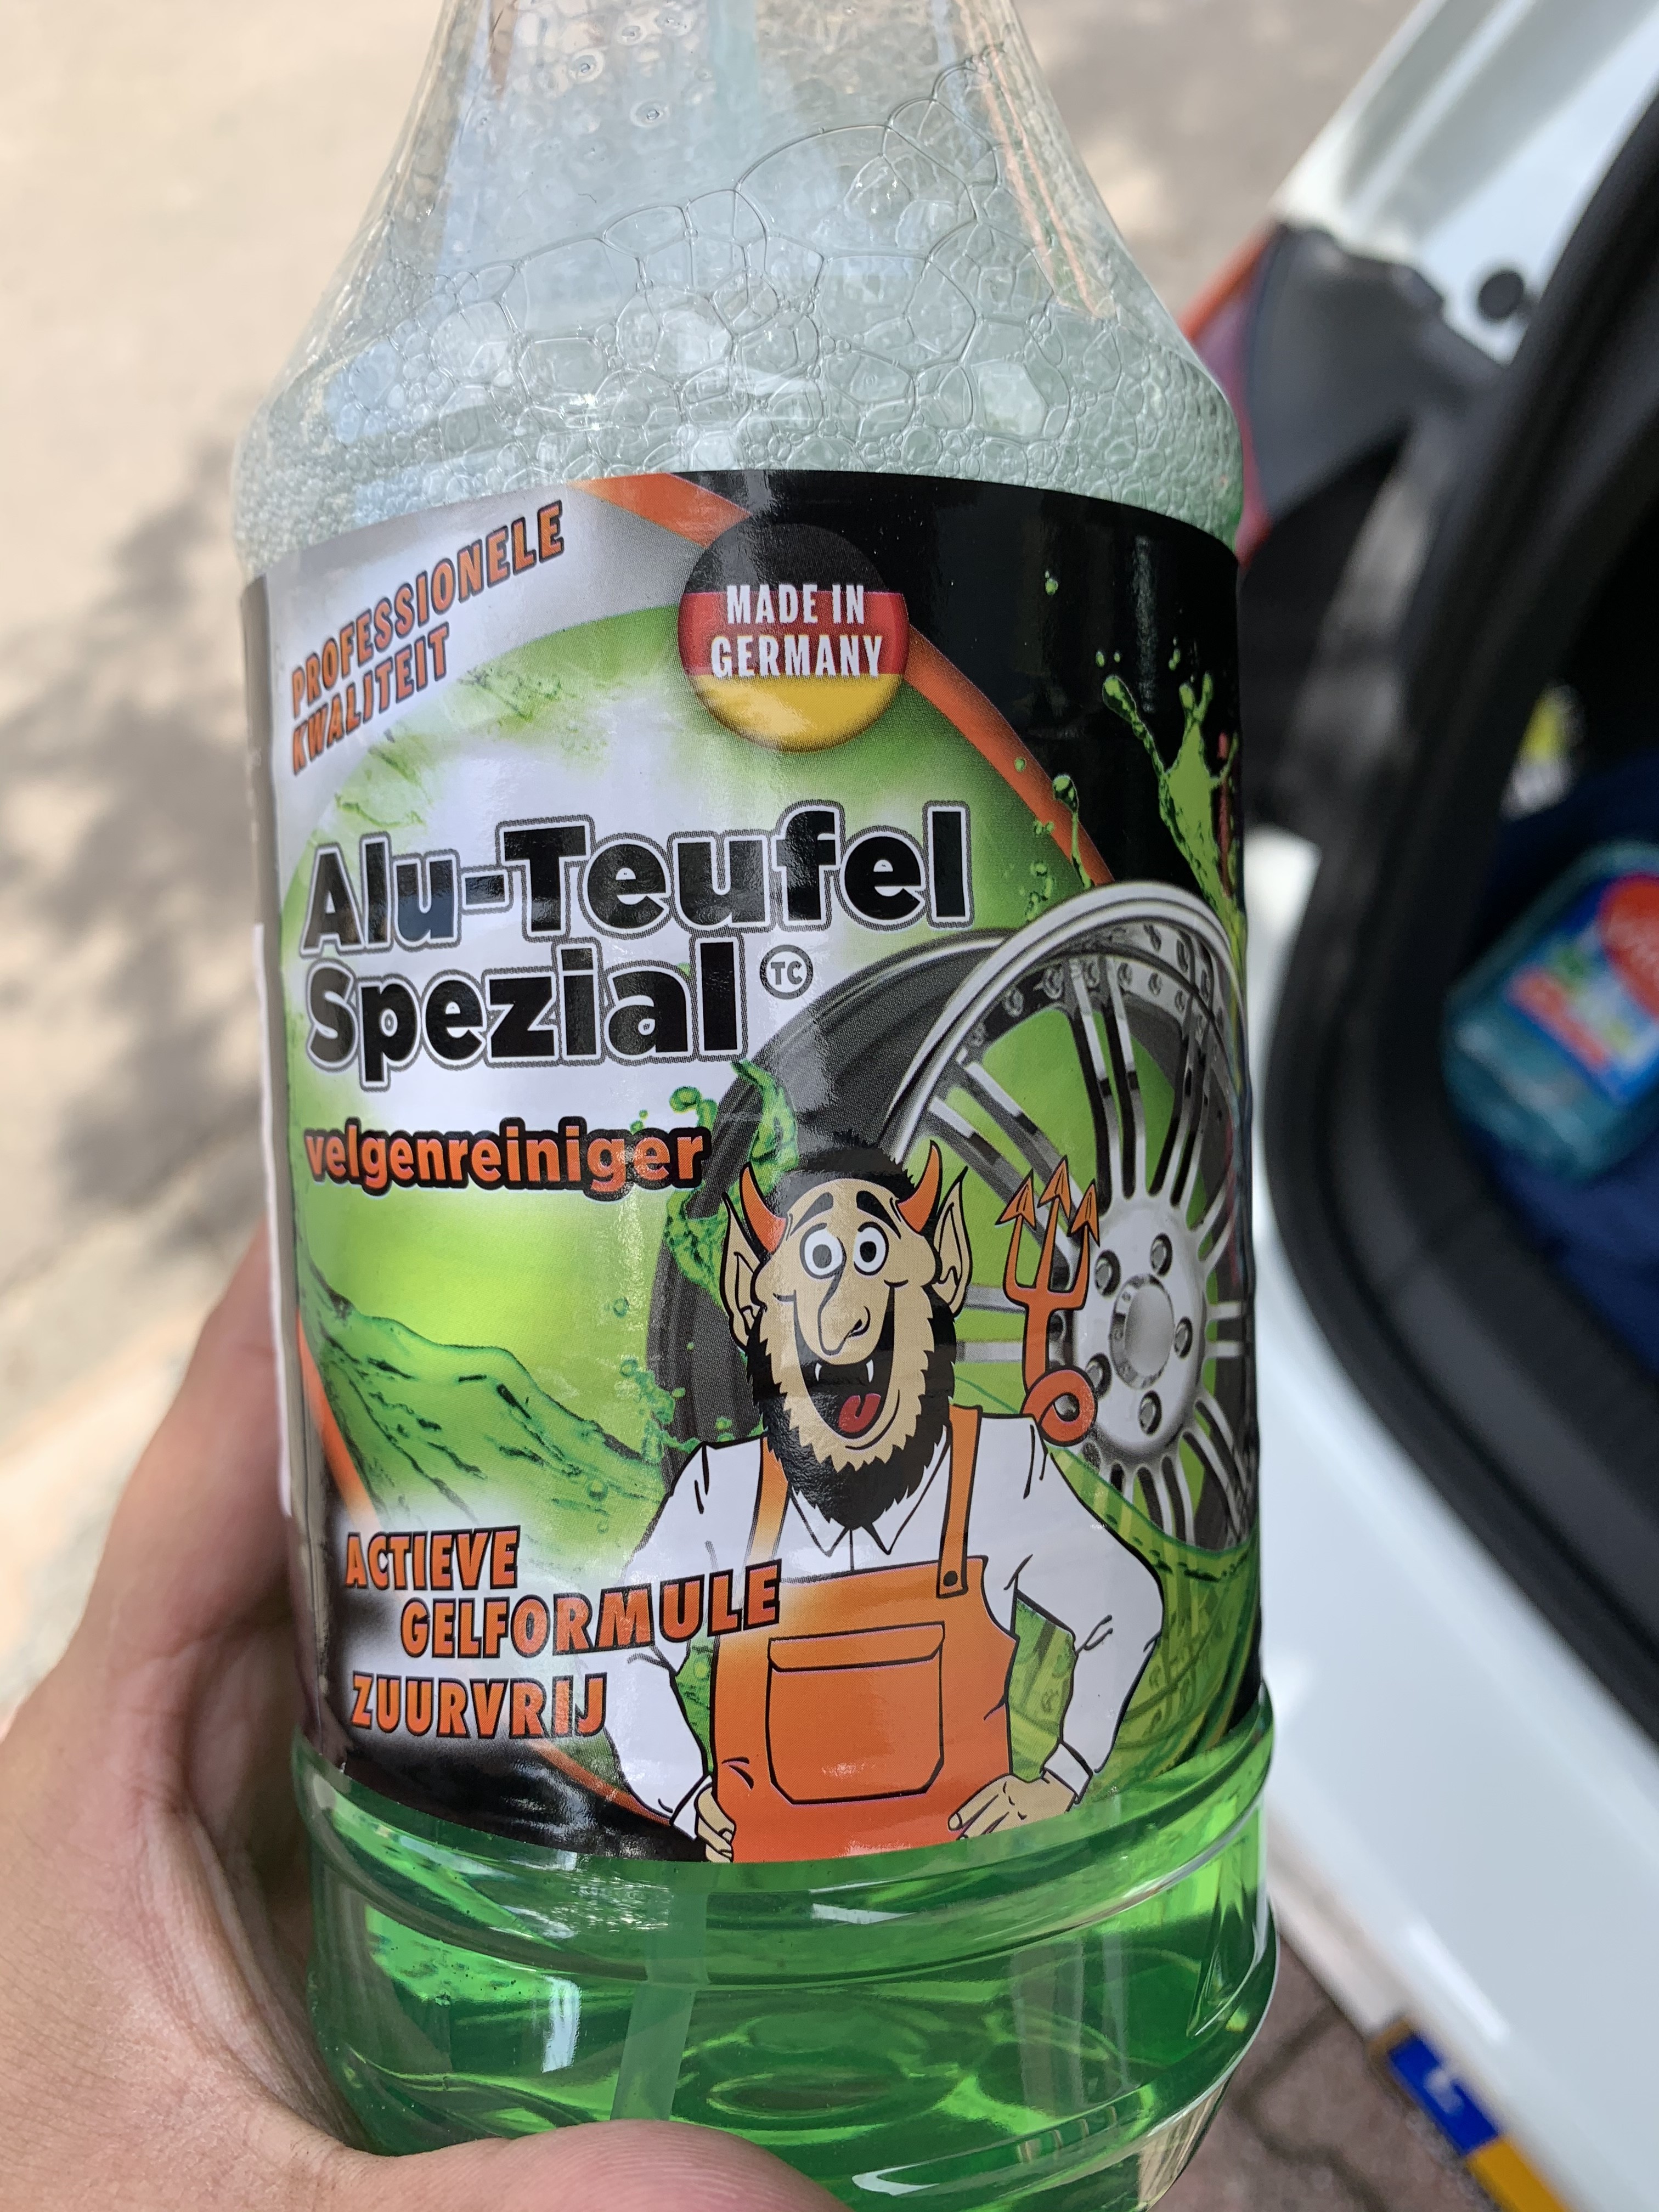 PROFESSIONELE
KWALITEIT
MADE IN
GERMANY
Alu-Teufel
Spezial TC
velgenreiniger
ACTIEVE
GELFORMULE
ZUURVRIJ